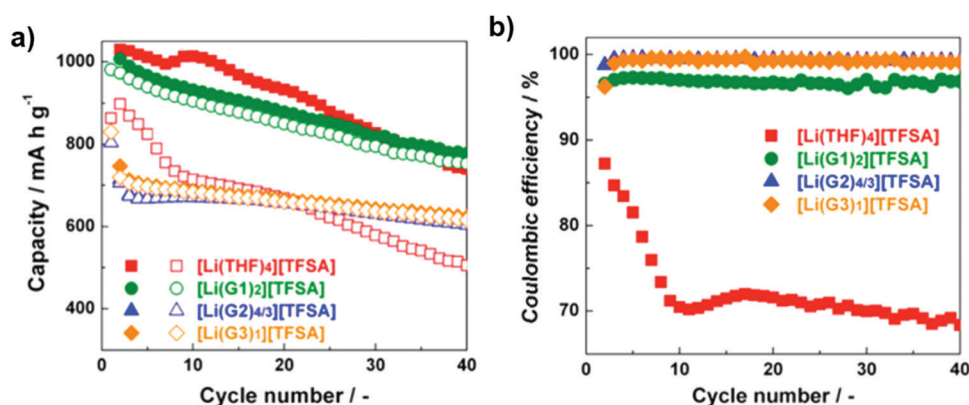 a)
Capacity / mA h g⁻¹
1000
800
600
400
[Li(THF)4][TFSA]
[Li(G1)2][TFSA]
[Li(G2)4/3][TFSA]
[Li(G3)1][TFSA]
0 10 20 30 40
Cycle number / -
b)
Coulombic efficiency / %
100
90
80
70
[Li(THF)4][TFSA]
[Li(G1)2][TFSA]
[Li(G2)4/3][TFSA]
[Li(G3)1][TFSA]
0 10 20 30 40
Cycle number / -